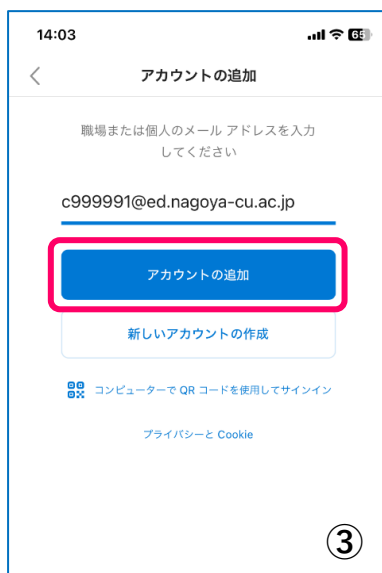 14:03
65
アカウントの追加
職場または個人のメール アドレスを入力
してください
c999991@ed.nagoya-cu.ac.jp
アカウントの追加
新しいアカウントの作成
コンピューターで QR コードを使用してサインイン
プライバシーと Cookie
③